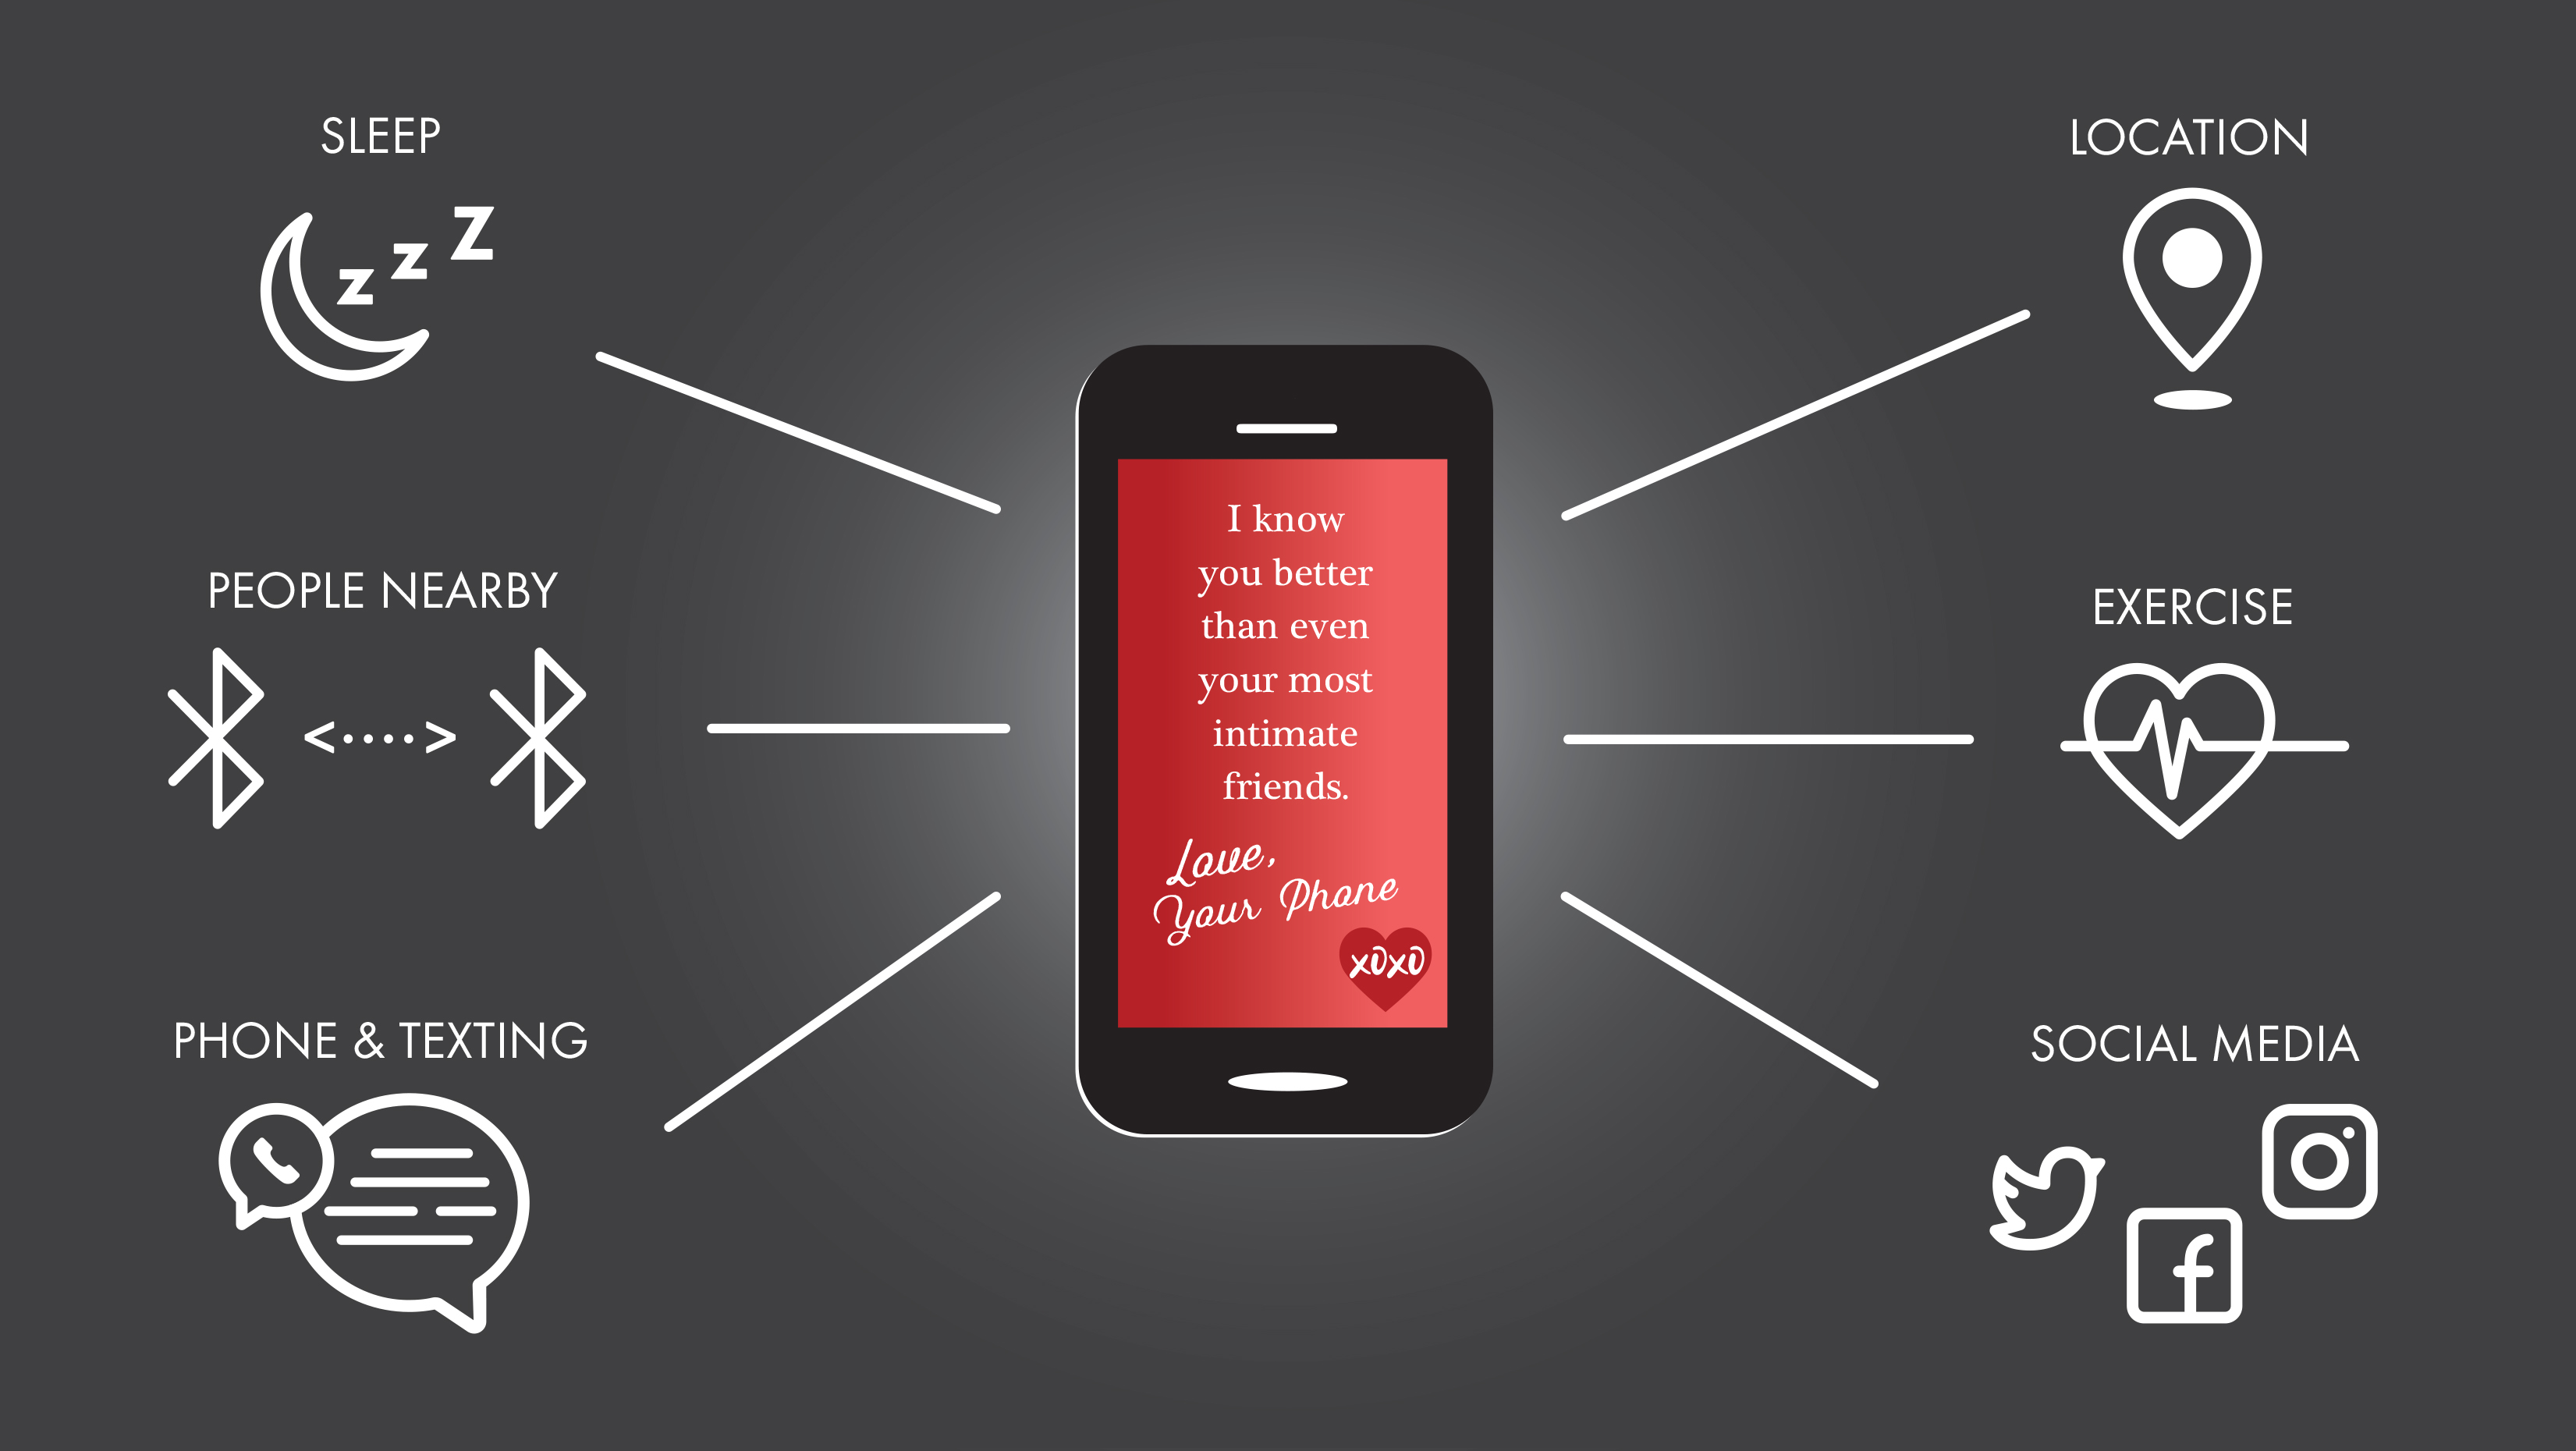 SLEEP
z z z
PEOPLE NEARBY
<····>
PHONE & TEXTING
I know
you better
than even
your most
intimate
friends.
Love,
Your Phone
xoxo
LOCATION
EXERCISE
SOCIAL MEDIA
f